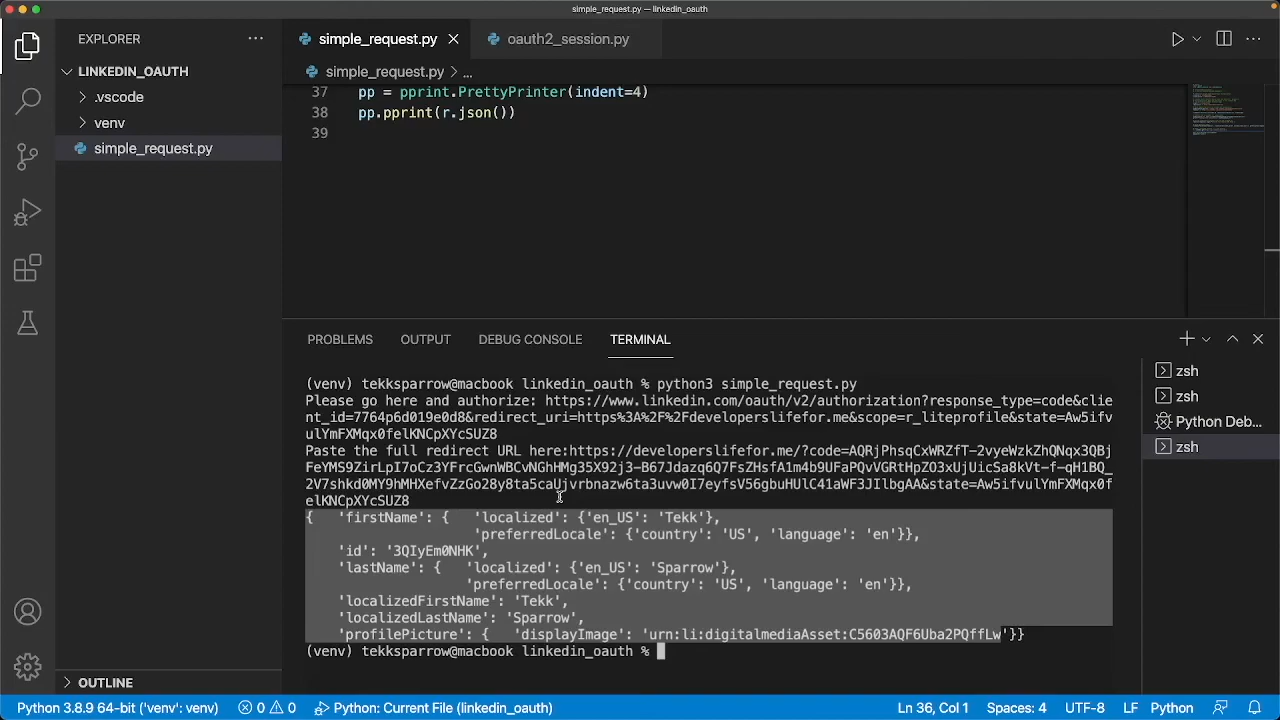 simple_request.py — linkedin_oauth
EXPLORER
simple_request.py
oauth2_session.py
LINKEDIN_OAUTH
simple_request.py > ...
.vscode
venv
simple_request.py
37 pp = pprint.PrettyPrinter(indent=4)
38 pp.pprint(r.json())
39
PROBLEMS OUTPUT DEBUG CONSOLE TERMINAL
(venv) tekksparrow@macbook linkedin_oauth % python3 simple_request.py
Please go here and authorize: https://www.linkedin.com/oauth/v2/authorization?response_type=code&clie
nt_id=7764p6d019e0d8&redirect_uri=https%3A%2F%2Fdeveloperslifefor.me&scope=r_liteprofile&state=Aw5ifv
ulYmFXMqx0felKNCpXYcSUZ8
Paste the full redirect URL here:https://developerslifefor.me/?code=AQRjPhsqCxWRZfT-2vyeWzkZhQNqx3QBj
FeYMS9ZirLpI7oCz3YFrcGwnWBCvNGhHMg35X92j3-B67Jdazq6Q7FsZHsfA1m4b9UFaPQvVGRtHpZO3xUjUicSa8kVt-f-qH1BQ_
2V7shkd0MY9hMHXefvZzGo28y8ta5caUjvrbnazw6ta3uvw0I7eyfsV56gbuHUlC41aWF3JIlbgAA&state=Aw5ifvulYmFXMqx0f
elKNCpXYcSUZ8
{ 'firstName': { 'localized': {'en_US': 'Tekk'},
'preferredLocale': {'country': 'US', 'language': 'en'}},
'id': '3QIyEm0NHK',
'lastName': { 'localized': {'en_US': 'Sparrow'},
'preferredLocale': {'country': 'US', 'language': 'en'}},
'localizedFirstName': 'Tekk',
'localizedLastName': 'Sparrow',
'profilePicture': { 'displayImage': 'urn:li:digitalmediaAsset:C5603AQF6Uba2PQffLw'}}
(venv) tekksparrow@macbook linkedin_oauth %
zsh
zsh
Python Deb...
zsh
OUTLINE
Python 3.8.9 64-bit ('venv': venv) 0 0 Python: Current File (linkedin_oauth) Ln 36, Col 1 Spaces: 4 UTF-8 LF Python